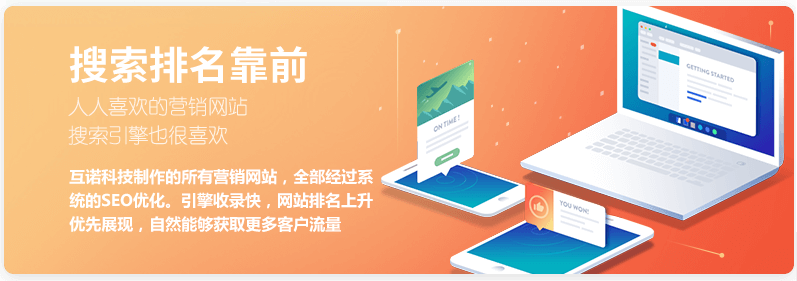 搜索排名靠前
人人喜欢的营销网站
搜索引擎也很喜欢
互诺科技制作的所有营销网站，全部经过系
统的SEO优化。引擎收录快，网站排名上升
优先展现，自然能够获取更多客户流量
GETTING STARTED
ON TIME!
YOU WON!